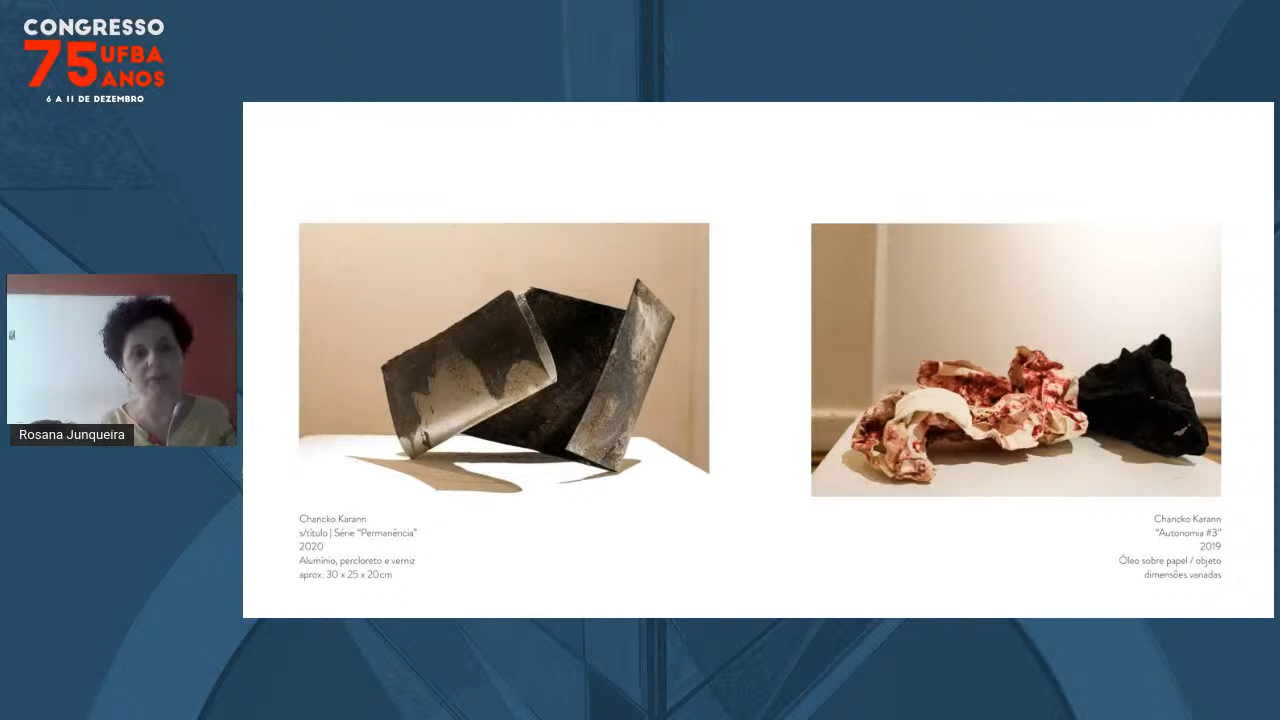 CONGRESSO
75 UFBA
ANOS
6 A 11 DE DEZEMBRO
Rosana Junqueira
Chancko Karann
s/título | Série "Permanência"
2020
Alumínio, percloreto e verniz
aprox. 30 x 25 x 20cm
Chancko Karann
"Autonomia #3"
2019
Óleo sobre papel / objeto
dimensões variadas